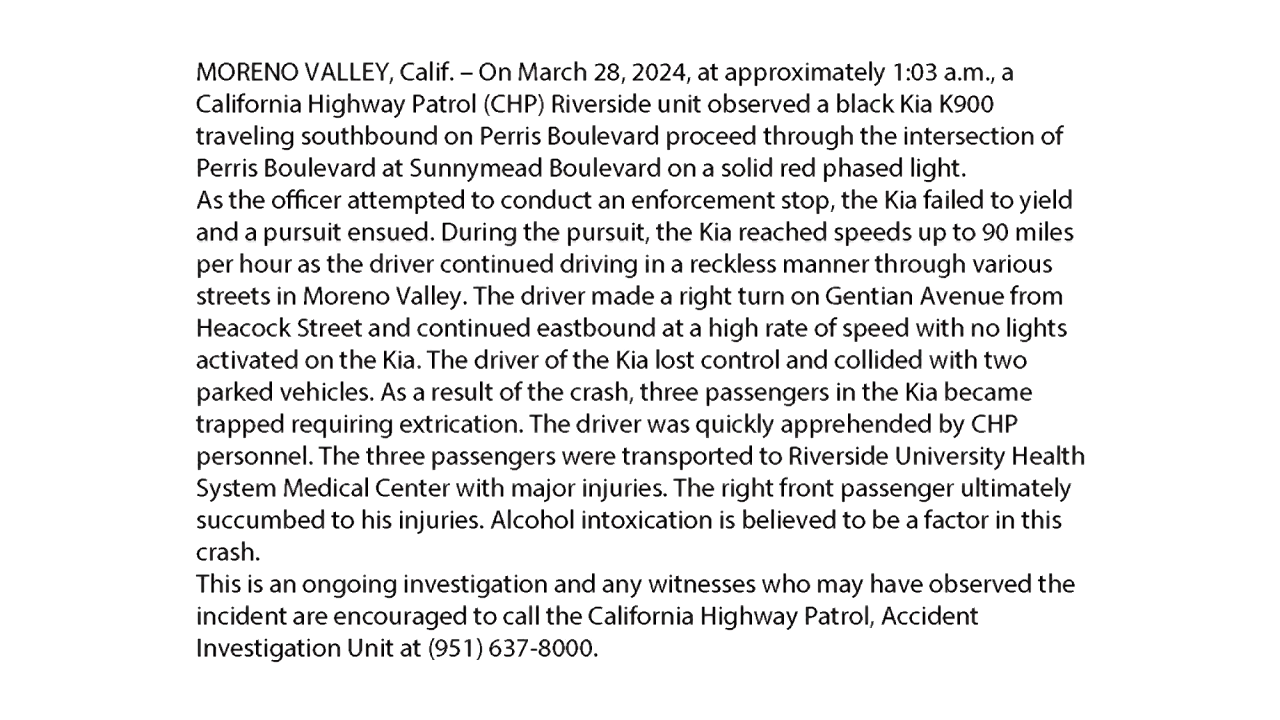 MORENO VALLEY, Calif. – On March 28, 2024, at approximately 1:03 a.m., a
California Highway Patrol (CHP) Riverside unit observed a black Kia K900
traveling southbound on Perris Boulevard proceed through the intersection of
Perris Boulevard at Sunnymead Boulevard on a solid red phased light.
As the officer attempted to conduct an enforcement stop, the Kia failed to yield
and a pursuit ensued. During the pursuit, the Kia reached speeds up to 90 miles
per hour as the driver continued driving in a reckless manner through various
streets in Moreno Valley. The driver made a right turn on Gentian Avenue from
Heacock Street and continued eastbound at a high rate of speed with no lights
activated on the Kia. The driver of the Kia lost control and collided with two
parked vehicles. As a result of the crash, three passengers in the Kia became
trapped requiring extrication. The driver was quickly apprehended by CHP
personnel. The three passengers were transported to Riverside University Health
System Medical Center with major injuries. The right front passenger ultimately
succumbed to his injuries. Alcohol intoxication is believed to be a factor in this
crash.
This is an ongoing investigation and any witnesses who may have observed the
incident are encouraged to call the California Highway Patrol, Accident
Investigation Unit at (951) 637-8000.